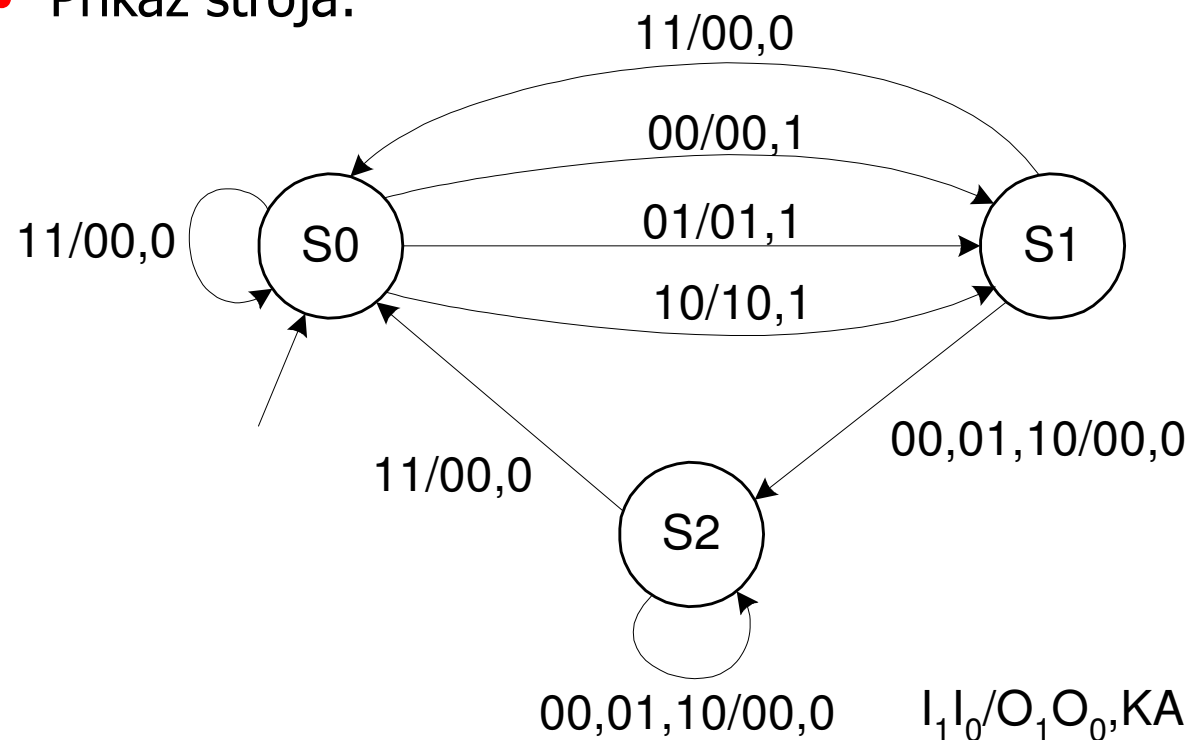 Prikaz stroja:
11/00,0
00/00,1
01/01,1
11/00,0
S0
S1
10/10,1
00,01,10/00,0
11/00,0
S2
00,01,10/00,0
I₁I₀/O₁O₀,KA